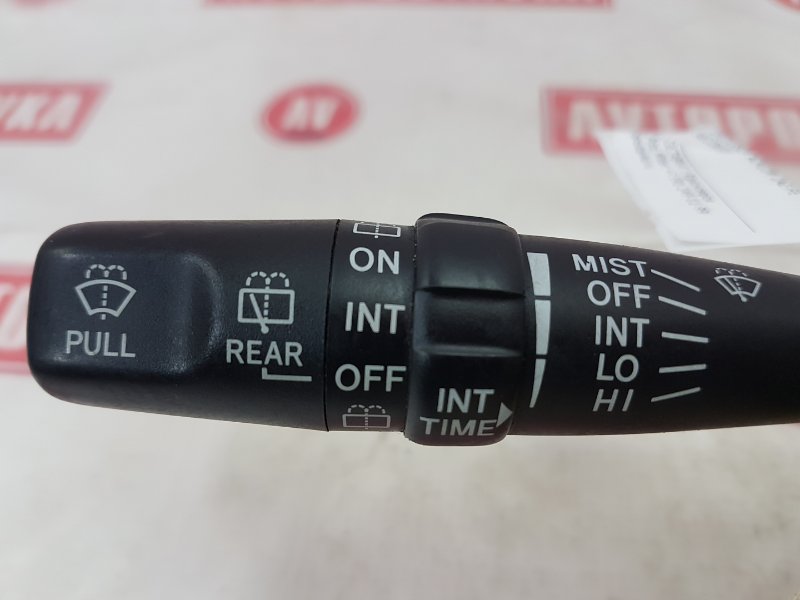 AV
PULL
REAR
ON
INT
OFF
INT
TIME
MIST
OFF
INT
LO
HI